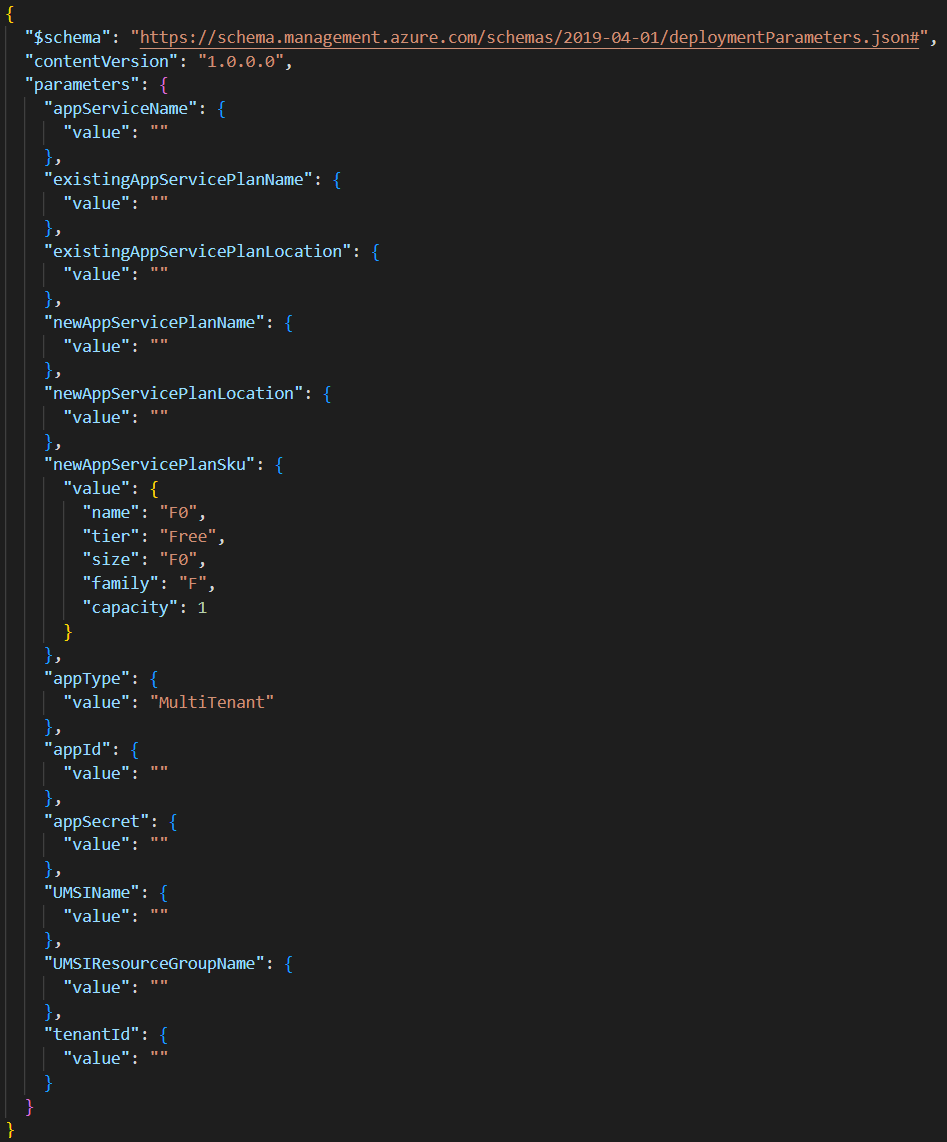 {
  "$schema": "https://schema.management.azure.com/schemas/2019-04-01/deploymentParameters.json#",
  "contentVersion": "1.0.0.0",
  "parameters": {
    "appServiceName": {
      "value": ""
    },
    "existingAppServicePlanName": {
      "value": ""
    },
    "existingAppServicePlanLocation": {
      "value": ""
    },
    "newAppServicePlanName": {
      "value": ""
    },
    "newAppServicePlanLocation": {
      "value": ""
    },
    "newAppServicePlanSku": {
      "value": {
        "name": "F0",
        "tier": "Free",
        "size": "F0",
        "family": "F",
        "capacity": 1
      }
    },
    "appType": {
      "value": "MultiTenant"
    },
    "appId": {
      "value": ""
    },
    "appSecret": {
      "value": ""
    },
    "UMSIName": {
      "value": ""
    },
    "UMSIResourceGroupName": {
      "value": ""
    },
    "tenantId": {
      "value": ""
    }
  }
}